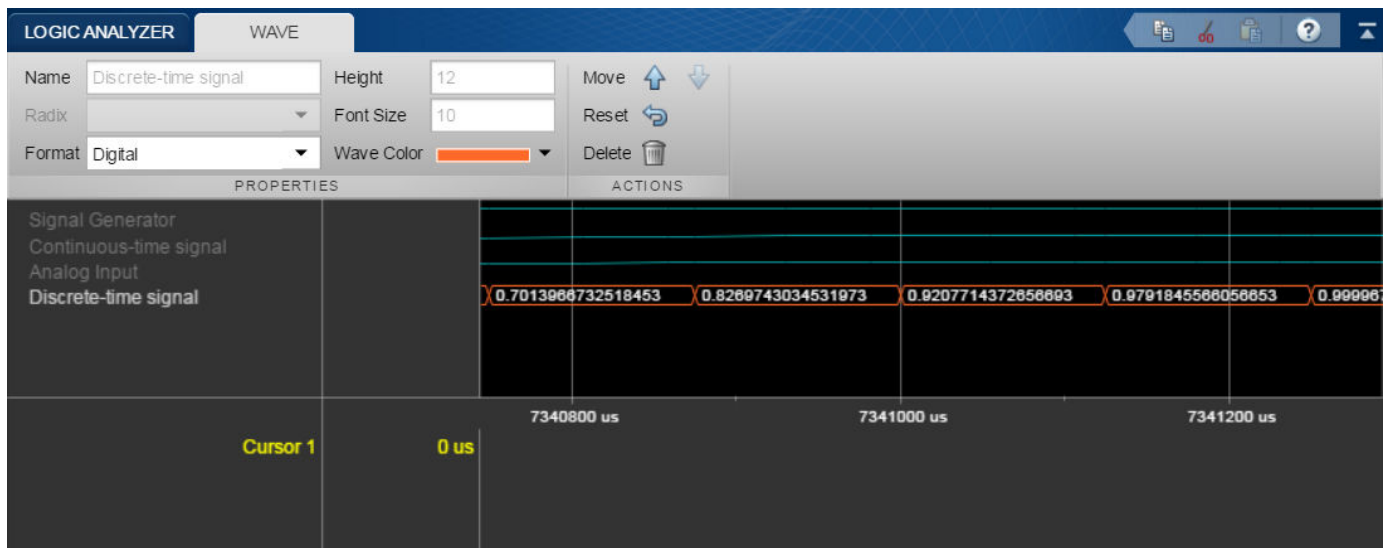 LOGIC ANALYZER WAVE
Name Discrete-time signal Height 12 Move
Radix Font Size 10 Reset
Format Digital Wave Color Delete
PROPERTIES ACTIONS
Signal Generator
Continuous-time signal
Analog Input
Discrete-time signal 0.7013966732518453 0.8269743034531973 0.9207714372656693 0.9791845566056653 0.999967
7340800 us 7341000 us 7341200 us
Cursor 1 0 us